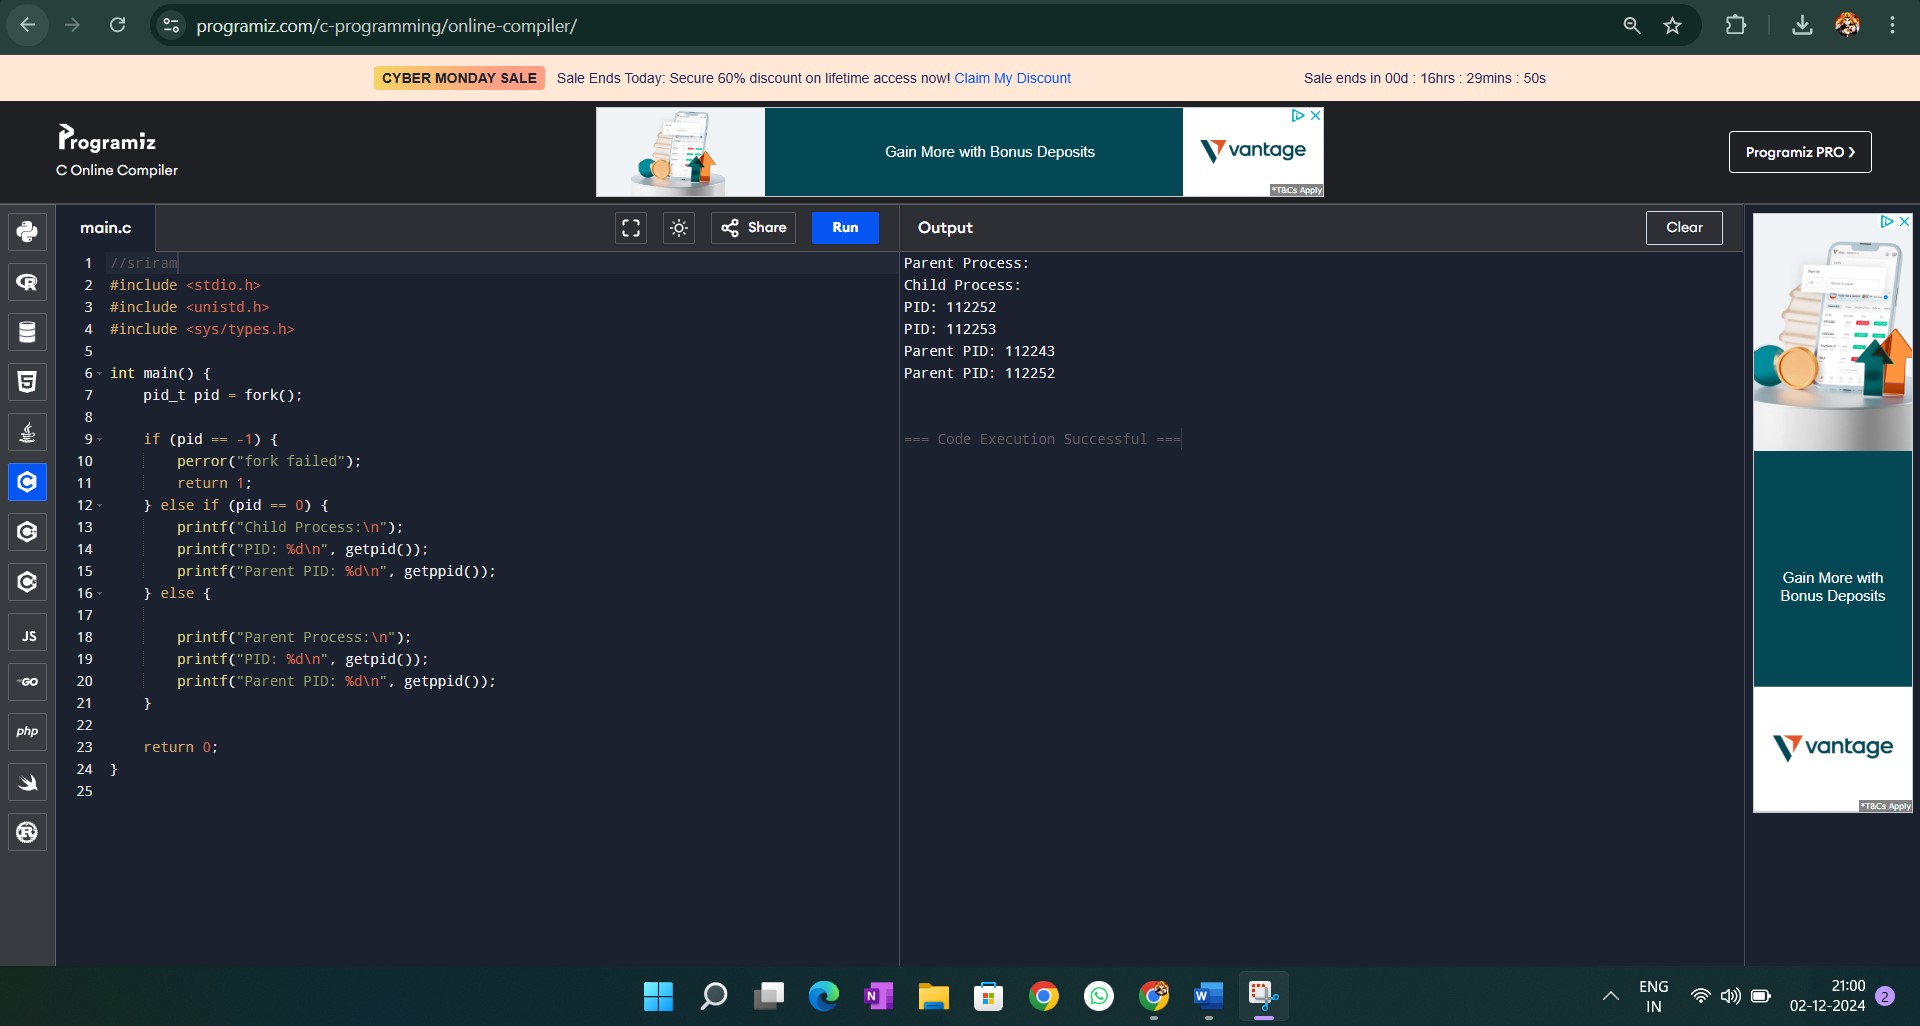 programiz.com/c-programming/online-compiler/
CYBER MONDAY SALE Sale Ends Today: Secure 60% discount on lifetime access now! Claim My Discount Sale ends in 00d : 16hrs : 29mins : 50s
Programiz
C Online Compiler
Gain More with Bonus Deposits
vantage
*T&Cs Apply
Programiz PRO ❯
main.c
Share
Run
Output
Clear
1 //sriram
2 #include <stdio.h>
3 #include <unistd.h>
4 #include <sys/types.h>
5
6 int main() {
7     pid_t pid = fork();
8
9     if (pid == -1) {
10         perror("fork failed");
11         return 1;
12     } else if (pid == 0) {
13         printf("Child Process:\n");
14         printf("PID: %d\n", getpid());
15         printf("Parent PID: %d\n", getppid());
16     } else {
17
18         printf("Parent Process:\n");
19         printf("PID: %d\n", getpid());
20         printf("Parent PID: %d\n", getppid());
21     }
22
23     return 0;
24 }
25
Parent Process:
Child Process:
PID: 112252
PID: 112253
Parent PID: 112243
Parent PID: 112252
=== Code Execution Successful ===
JS
GO
php
Gain More with
Bonus Deposits
vantage
*T&Cs Apply
ENG
IN
21:00
02-12-2024
2